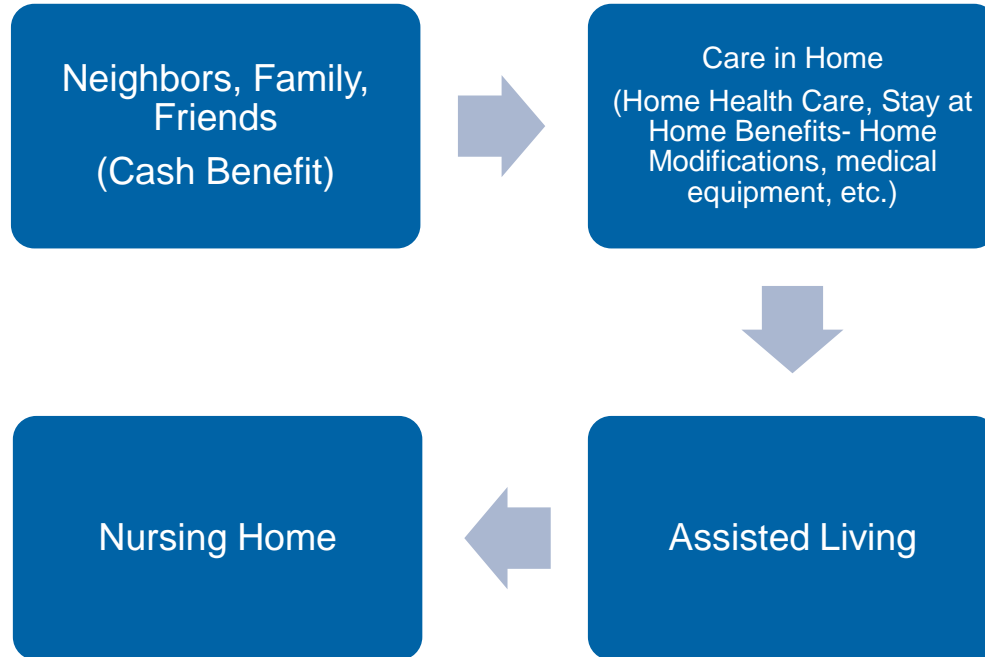 Neighbors, Family,
Friends
(Cash Benefit)
Care in Home
(Home Health Care, Stay at
Home Benefits- Home
Modifications, medical
equipment, etc.)
Assisted Living
Nursing Home